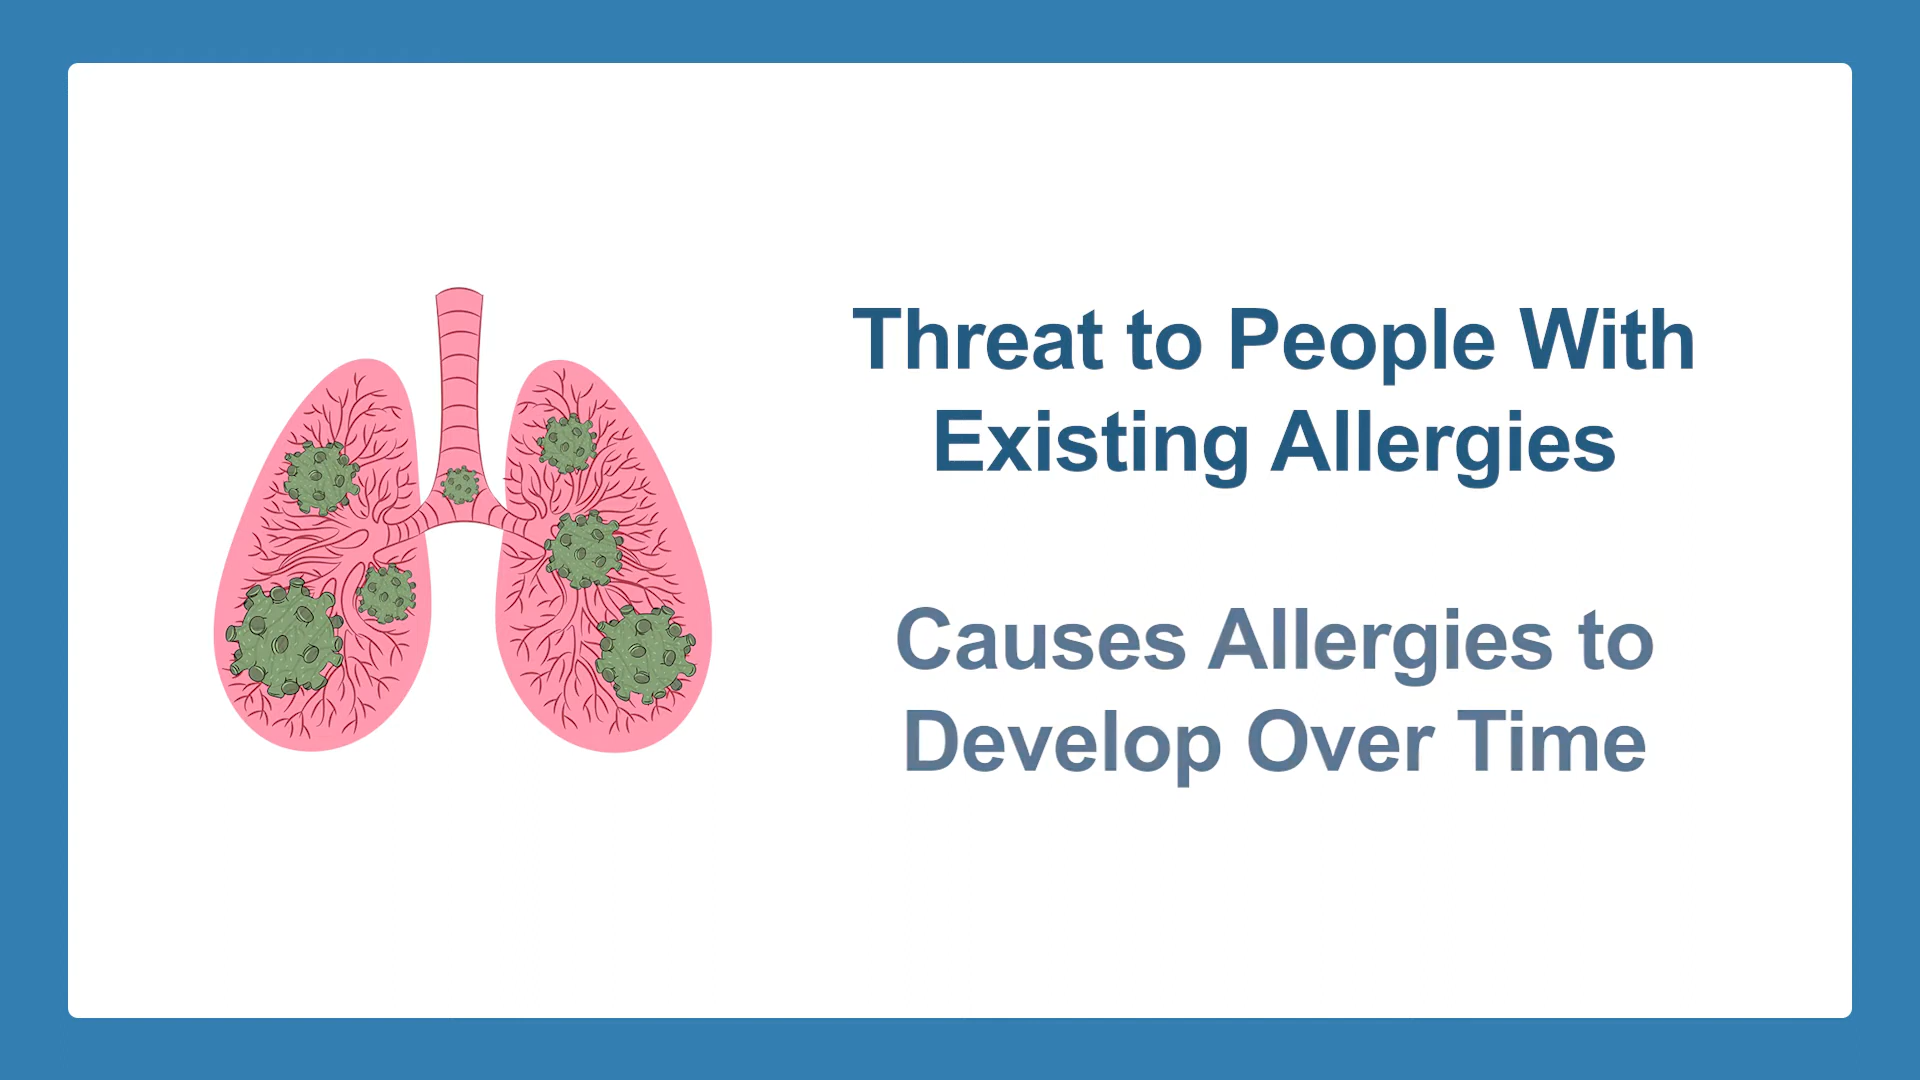 Threat to People With
Existing Allergies
Causes Allergies to
Develop Over Time